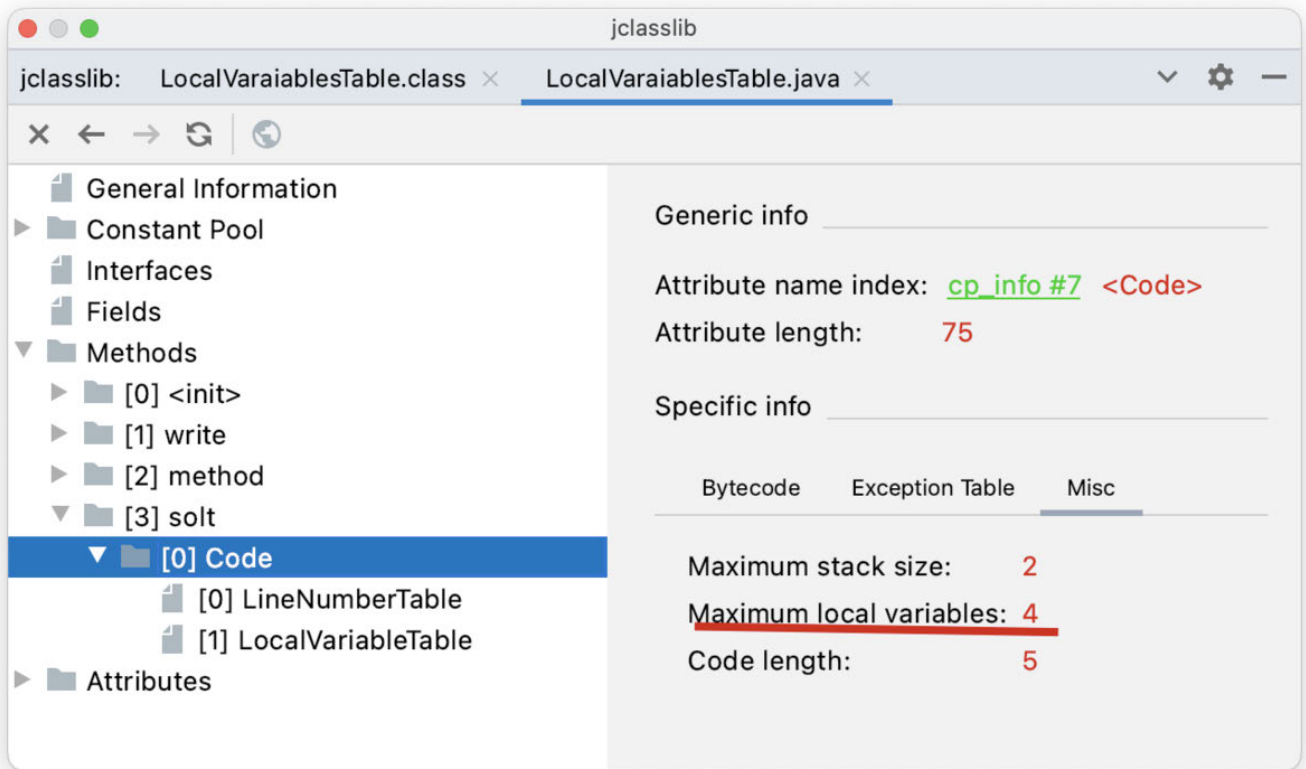 jclasslib
jclasslib: LocalVaraiablesTable.class LocalVaraiablesTable.java
General Information
Constant Pool
Interfaces
Fields
Methods
[0] <init>
[1] write
[2] method
[3] solt
[0] Code
[0] LineNumberTable
[1] LocalVariableTable
Attributes
Generic info
Attribute name index: cp_info #7 <Code>
Attribute length: 75
Specific info
Bytecode Exception Table Misc
Maximum stack size: 2
Maximum local variables: 4
Code length: 5